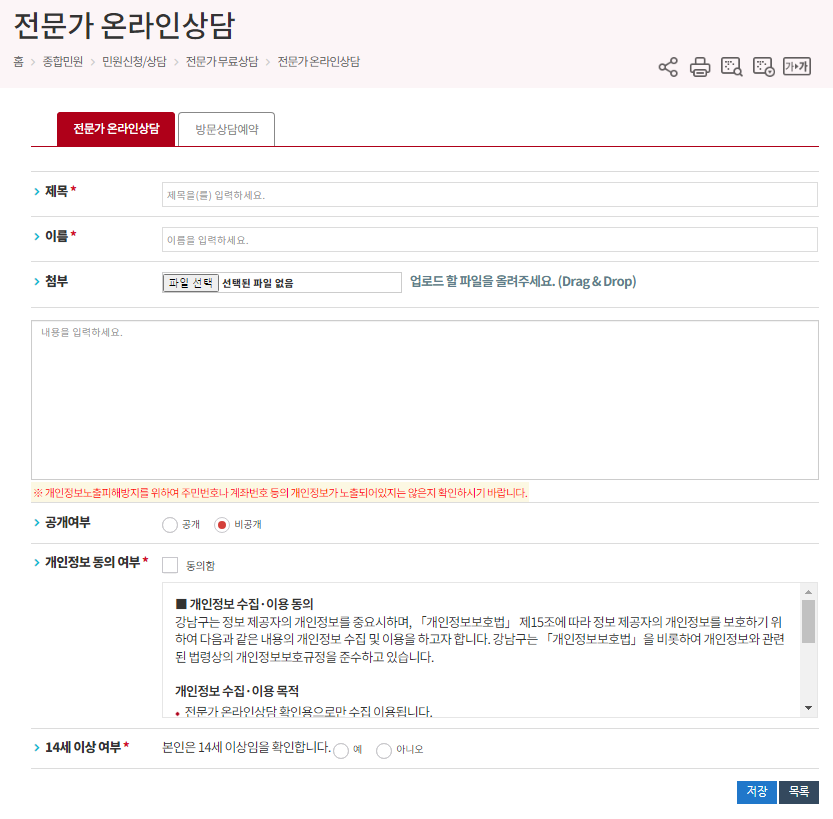 전문가 온라인상담
홈 > 종합민원 > 민원신청/상담 > 전문가 무료상담 > 전문가 온라인상담
가▸가
전문가 온라인상담 방문상담예약
> 제목 * 제목을(를) 입력하세요.
> 이름 * 이름을 입력하세요.
> 첨부 파일 선택 선택된 파일 없음 업로드 할 파일을 올려주세요. (Drag & Drop)
내용을 입력하세요.
※ 개인정보노출피해방지를 위하여 주민번호나 계좌번호 등의 개인정보가 노출되어있지는 않은지 확인하시기 바랍니다.
> 공개여부 공개 비공개
> 개인정보 동의 여부 * 동의함
■ 개인정보 수집·이용 동의
강남구는 정보 제공자의 개인정보를 중요시하며, 「개인정보보호법」 제15조에 따라 정보 제공자의 개인정보를 보호하기 위
하여 다음과 같은 내용의 개인정보 수집 및 이용을 하고자 합니다. 강남구는 「개인정보보호법」을 비롯하여 개인정보와 관련
된 법령상의 개인정보보호규정을 준수하고 있습니다.
개인정보 수집·이용 목적
• 전문가 온라인상담 확인용으로만 수집 이용됩니다.
> 14세 이상 여부 * 본인은 14세 이상임을 확인합니다. 예 아니오
저장 목록